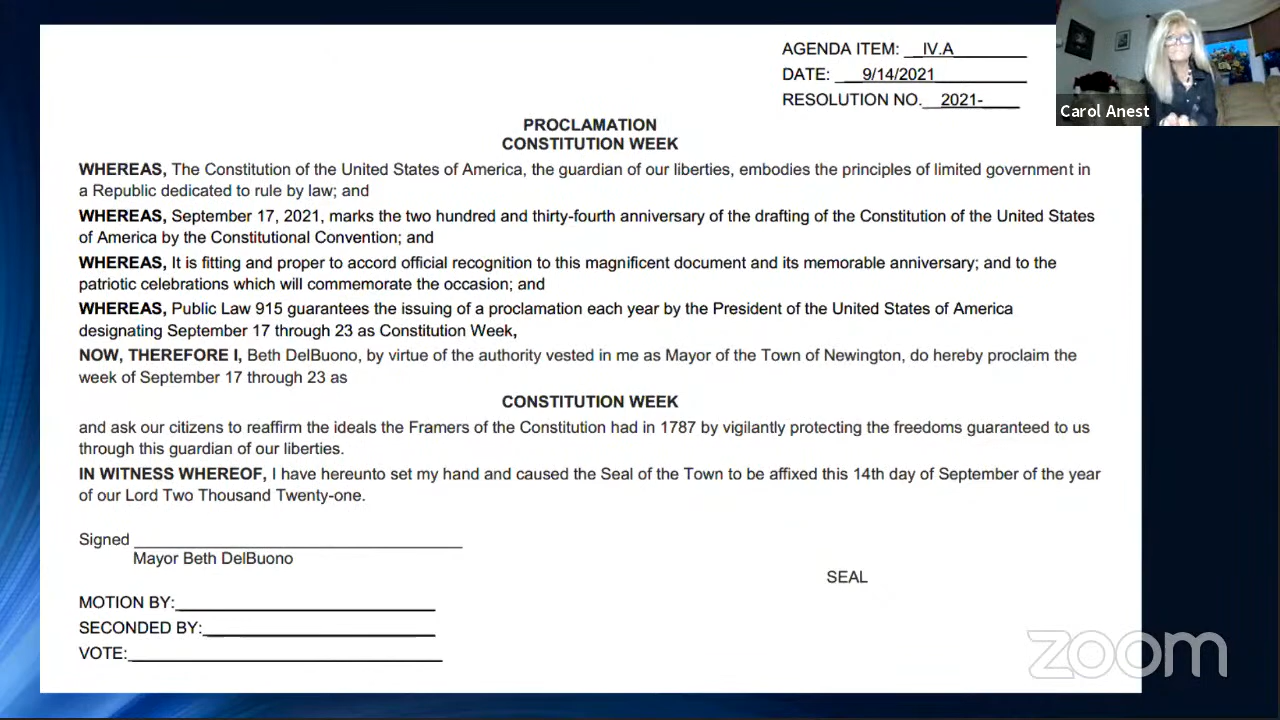 AGENDA ITEM: __IV.A________
DATE: ___9/14/2021__________
RESOLUTION NO.__2021-____
Carol Anest
PROCLAMATION
CONSTITUTION WEEK
WHEREAS, The Constitution of the United States of America, the guardian of our liberties, embodies the principles of limited government in
a Republic dedicated to rule by law; and
WHEREAS, September 17, 2021, marks the two hundred and thirty-fourth anniversary of the drafting of the Constitution of the United States
of America by the Constitutional Convention; and
WHEREAS, It is fitting and proper to accord official recognition to this magnificent document and its memorable anniversary; and to the
patriotic celebrations which will commemorate the occasion; and
WHEREAS, Public Law 915 guarantees the issuing of a proclamation each year by the President of the United States of America
designating September 17 through 23 as Constitution Week,
NOW, THEREFORE I, Beth DelBuono, by virtue of the authority vested in me as Mayor of the Town of Newington, do hereby proclaim the
week of September 17 through 23 as
CONSTITUTION WEEK
and ask our citizens to reaffirm the ideals the Framers of the Constitution had in 1787 by vigilantly protecting the freedoms guaranteed to us
through this guardian of our liberties.
IN WITNESS WHEREOF, I have hereunto set my hand and caused the Seal of the Town to be affixed this 14th day of September of the year
of our Lord Two Thousand Twenty-one.
Signed ____________________________________
Mayor Beth DelBuono
SEAL
MOTION BY:_____________________________
SECONDED BY:__________________________
VOTE:___________________________________
zoom